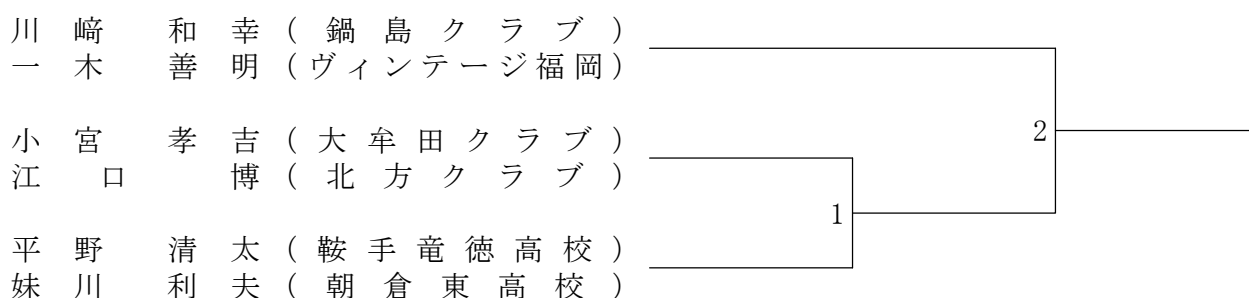 川﨑 和幸(鍋島クラブ)
一木 善明(ヴィンテージ福岡)
2
小宮 孝吉(大牟田クラブ)
江口 博(北方クラブ)
1
平野 清太(鞍手竜徳高校)
妹川 利夫(朝倉東高校)